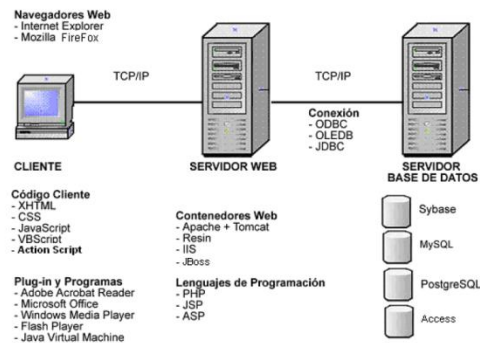 Navegadores Web
- Internet Explorer
- Mozilla FireFox
TCP/IP
TCP/IP
Conexión
- ODBC
- OLEDB
- JDBC
CLIENTE
SERVIDOR WEB
SERVIDOR
BASE DE DATOS
Código Cliente
- XHTML
- CSS
- JavaScript
- VBScript
- Action Script
Plug-in y Programas
- Adobe Acrobat Reader
- Microsoft Office
- Windows Media Player
- Flash Player
- Java Virtual Machine
Contenedores Web
- Apache + Tomcat
- Resin
- IIS
- JBoss
Lenguajes de Programación
- PHP
- JSP
- ASP
Sybase
MySQL
PostgreSQL
Access